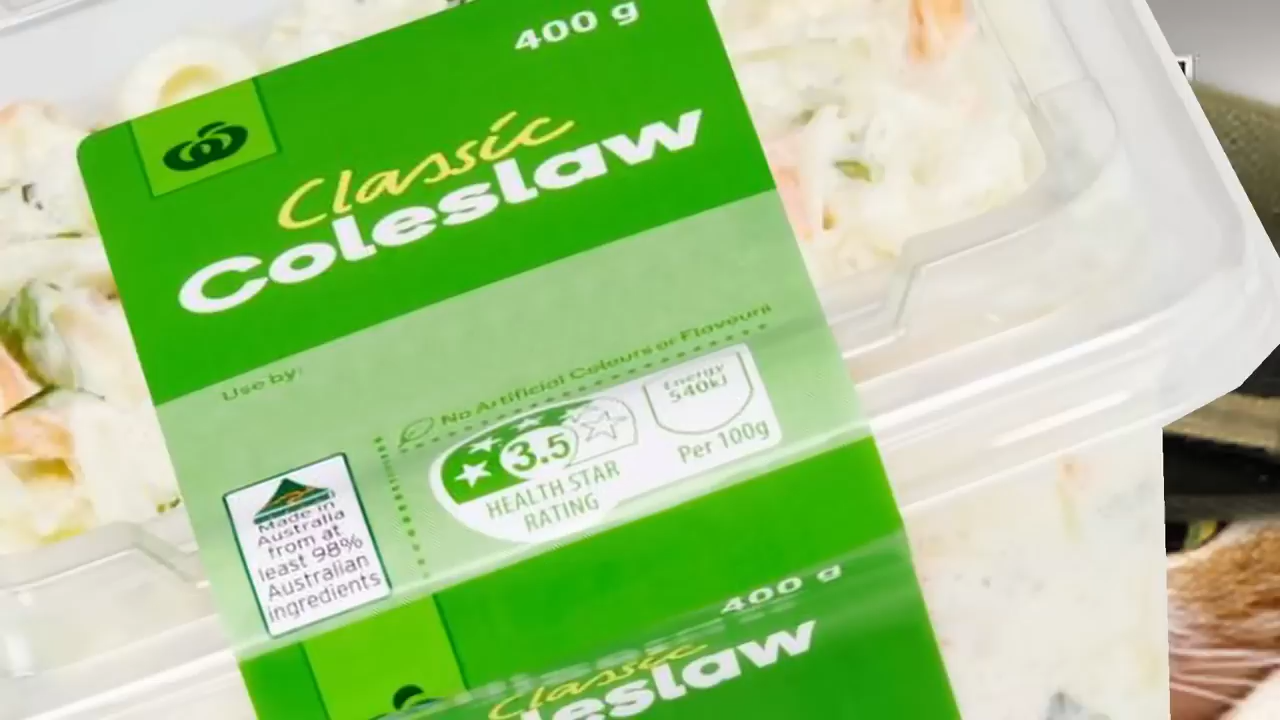 400 g
Classic
Coleslaw
Use by:
No Artificial Colours or Flavours
Energy
540kJ
3.5
Per 100g
HEALTH STAR
RATING
Made in
Australia
from at
least 98%
Australian
ingredients
400 g
Classic
leslaw